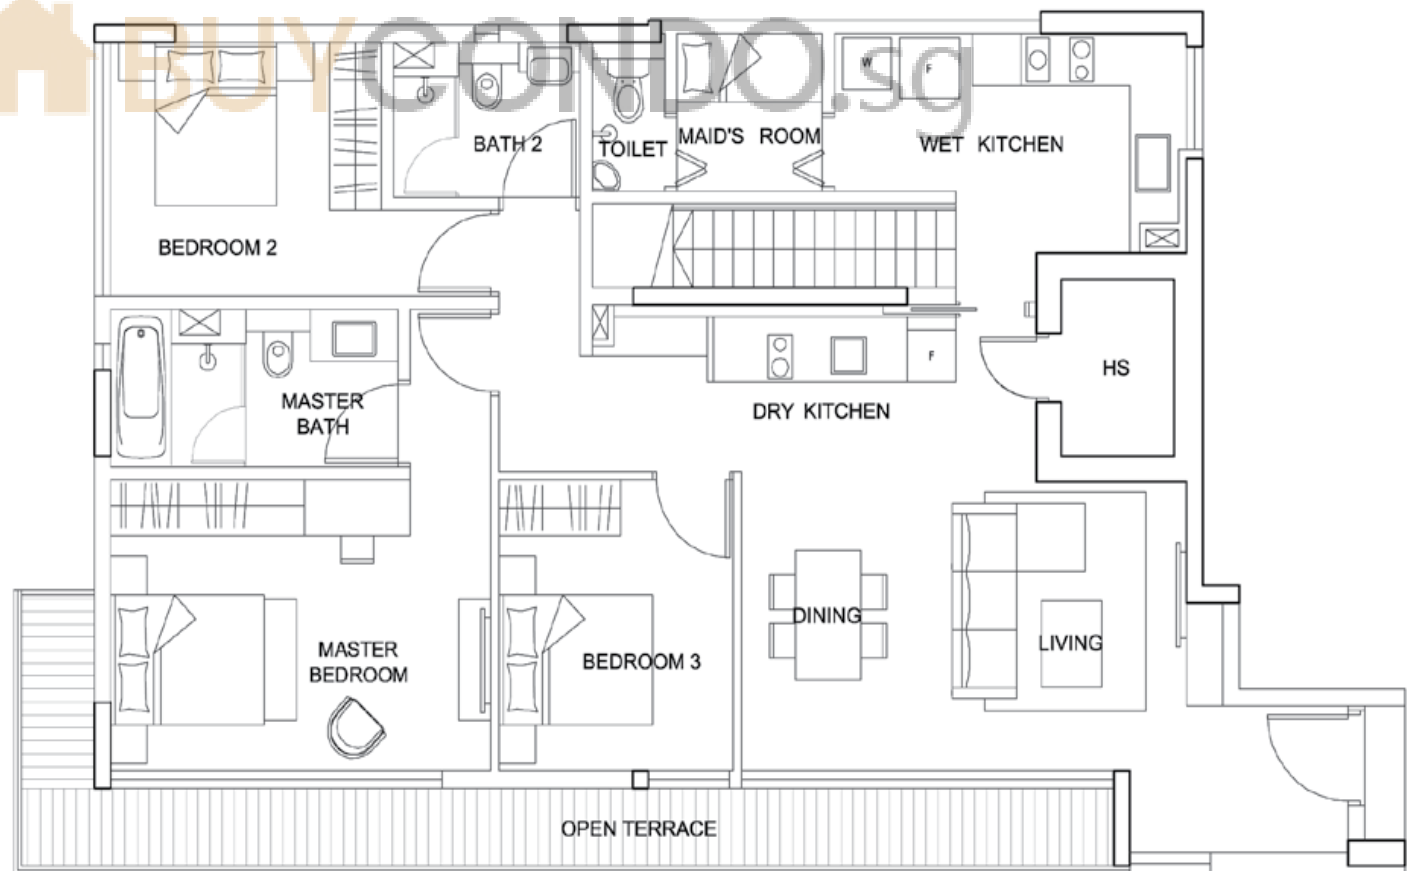 BUYCONDO.sg
W
F
BATH 2
TOILET
MAID'S ROOM
WET KITCHEN
BEDROOM 2
F
HS
MASTER
BATH
DRY KITCHEN
DINING
LIVING
MASTER
BEDROOM
BEDROOM 3
OPEN TERRACE